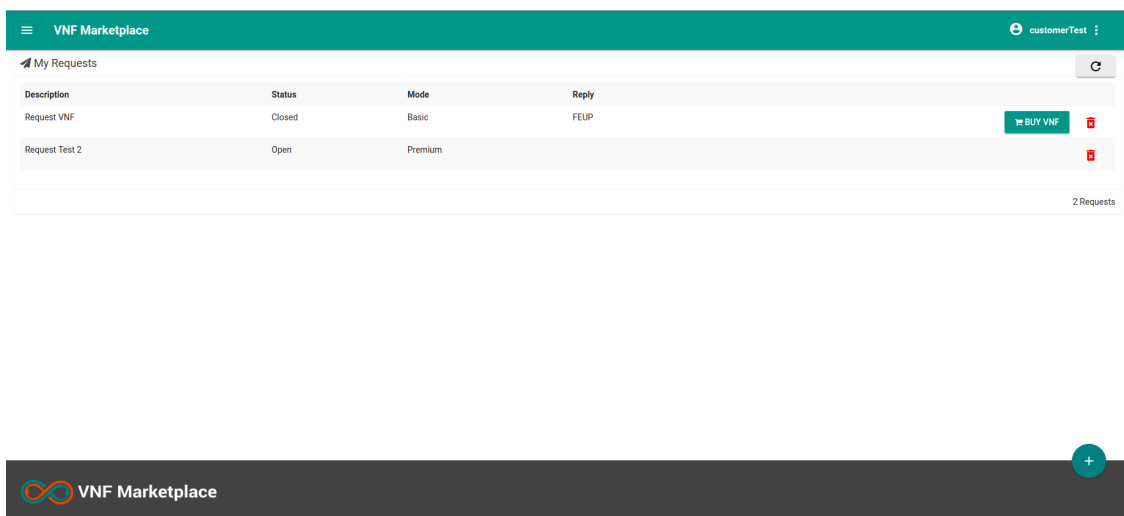 VNF Marketplace customerTest
My Requests
Description Status Mode Reply
Request VNF Closed Basic FEUP BUY VNF
Request Test 2 Open Premium
2 Requests
+
VNF Marketplace